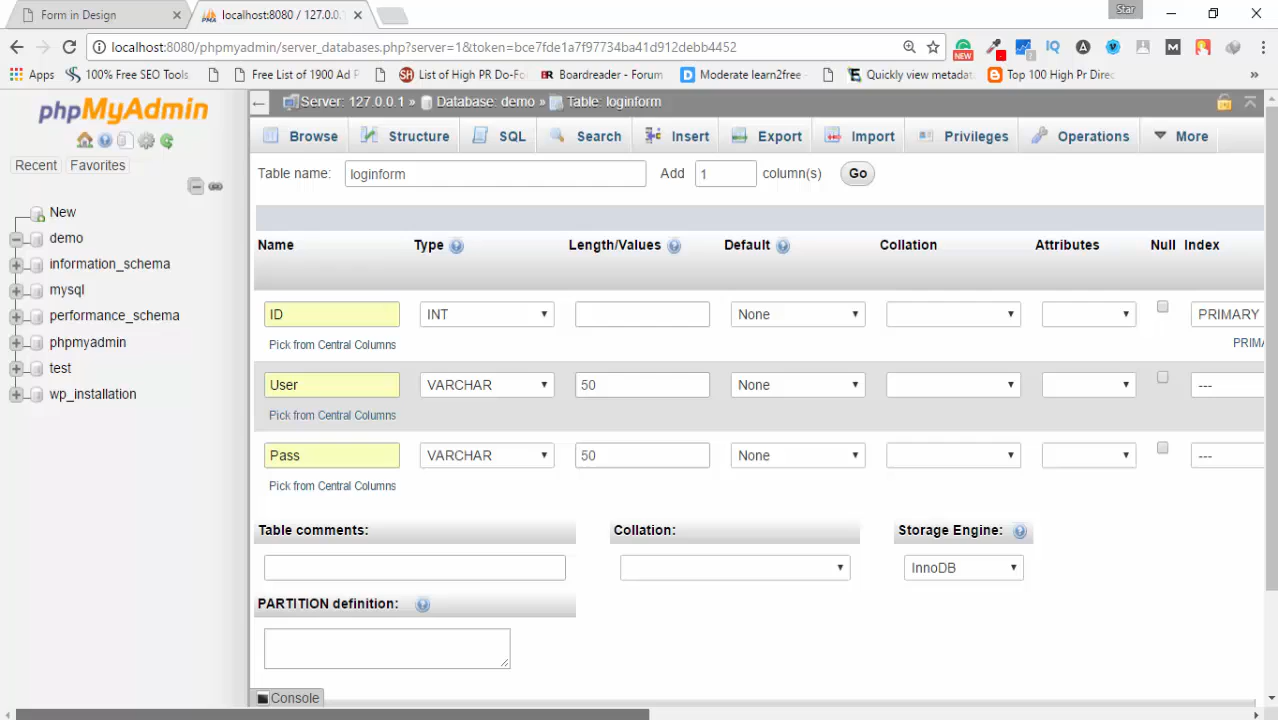 Form in Design
localhost:8080 / 127.0.0.1
Star
localhost:8080/phpmyadmin/server_databases.php?server=1&token=bce7fde1a7f97734ba41d912de6b4452
NEW
IQ
Apps
100% Free SEO Tools
Free List of 1900 Ad P
List of High PR Do-Fo
Boardreader - Forum
Moderate learn2free
Quickly view metadat
Top 100 High Pr Direc
phpMyAdmin
Recent
Favorites
New
demo
information_schema
mysql
performance_schema
phpmyadmin
test
wp_installation
Server: 127.0.0.1 » Database: demo » Table: loginform
Browse
Structure
SQL
Search
Insert
Export
Import
Privileges
Operations
More
Table name: loginform Add 1 column(s) Go
Name Type Length/Values Default Collation Attributes Null Index
ID INT None PRIMARY
Pick from Central Columns PRIMA
User VARCHAR 50 None ---
Pick from Central Columns
Pass VARCHAR 50 None ---
Pick from Central Columns
Table comments: Collation: Storage Engine:
InnoDB
PARTITION definition:
Console